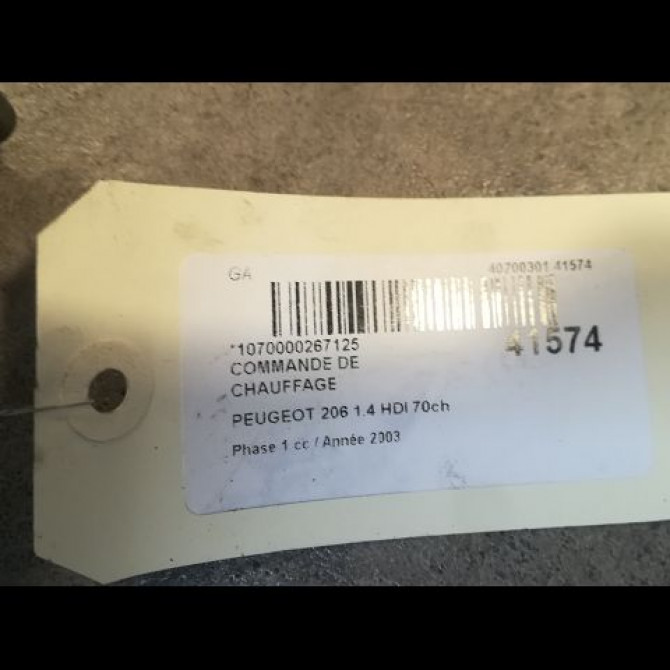 GA
40700301 41574
*1070000267125
41574
COMMANDE DE
CHAUFFAGE
PEUGEOT 206 1.4 HDI 70ch
Phase 1 cc / Année 2003